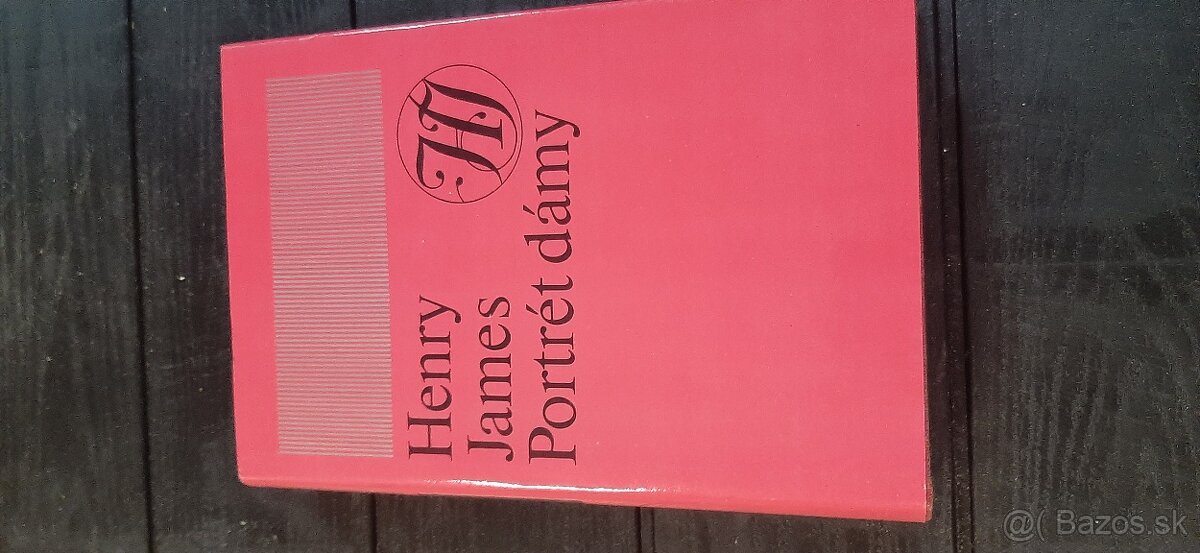 Henry
James
Portrét dámy
HJ
@( Bazos.sk